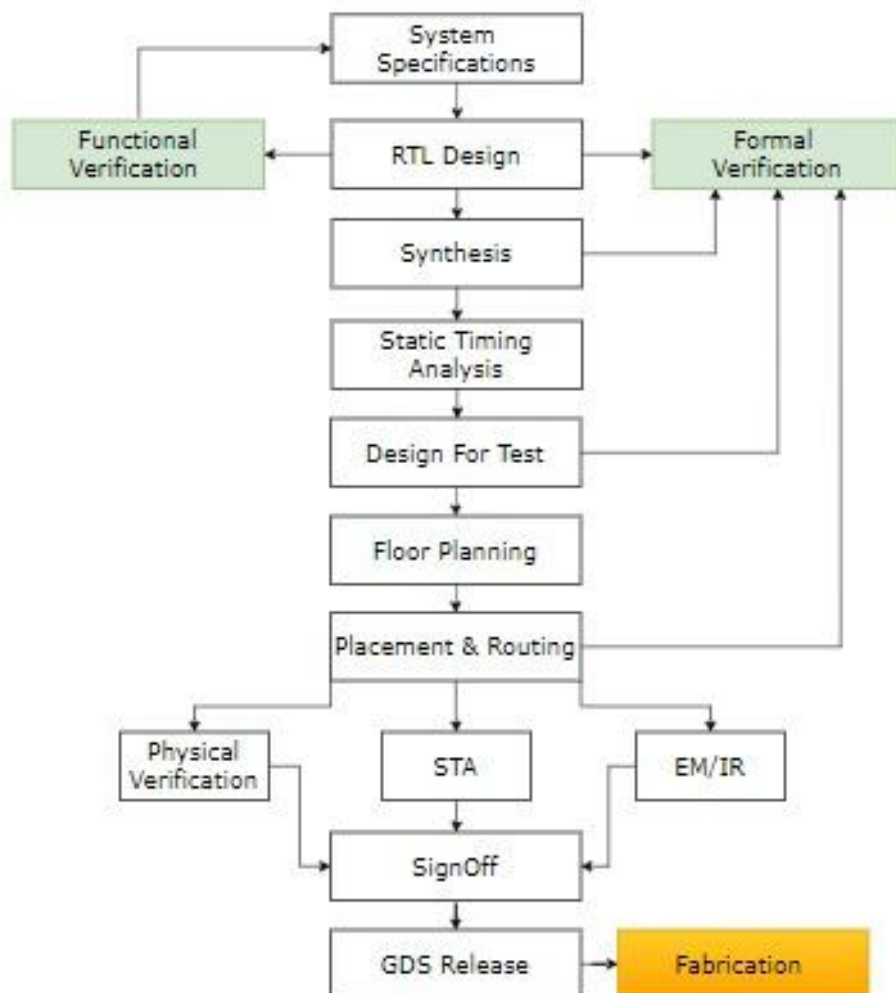 System
Specifications
Functional
Verification
RTL Design
Formal
Verification
Synthesis
Static Timing
Analysis
Design For Test
Floor Planning
Placement & Routing
Physical
Verification
STA
EM/IR
SignOff
GDS Release
Fabrication